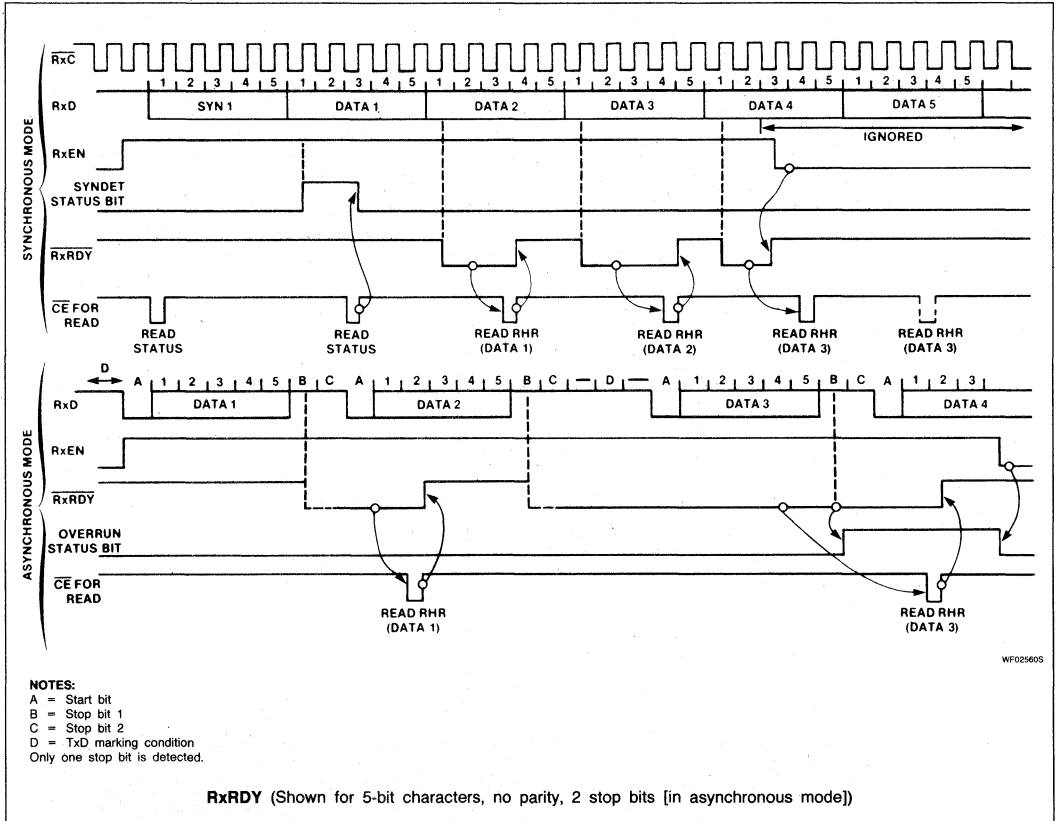 SYNCHRONOUS MODE
RxC
1 2 3 4 5 1 2 3 4 5 1 2 3 4 5 1 2 3 4 5 1 2 3 4 5 1 2 3 4 5
RxD SYN 1 DATA 1 DATA 2 DATA 3 DATA 4 DATA 5
IGNORED
RxEN
SYNDET
STATUS BIT
RxRDY
CE FOR
READ
READ
STATUS
READ
STATUS
READ RHR
(DATA 1)
READ RHR
(DATA 2)
READ RHR
(DATA 3)
READ RHR
(DATA 3)
ASYNCHRONOUS MODE
D A 1 2 3 4 5 B C A 1 2 3 4 5 B C — D — A 1 2 3 4 5 B C A 1 2 3
RxD DATA 1 DATA 2 DATA 3 DATA 4
RxEN
RxRDY
OVERRUN
STATUS BIT
CE FOR
READ
READ RHR
(DATA 1)
READ RHR
(DATA 3)
WF02560S
NOTES:
A = Start bit
B = Stop bit 1
C = Stop bit 2
D = TxD marking condition
Only one stop bit is detected.
RxRDY (Shown for 5-bit characters, no parity, 2 stop bits [in asynchronous mode])